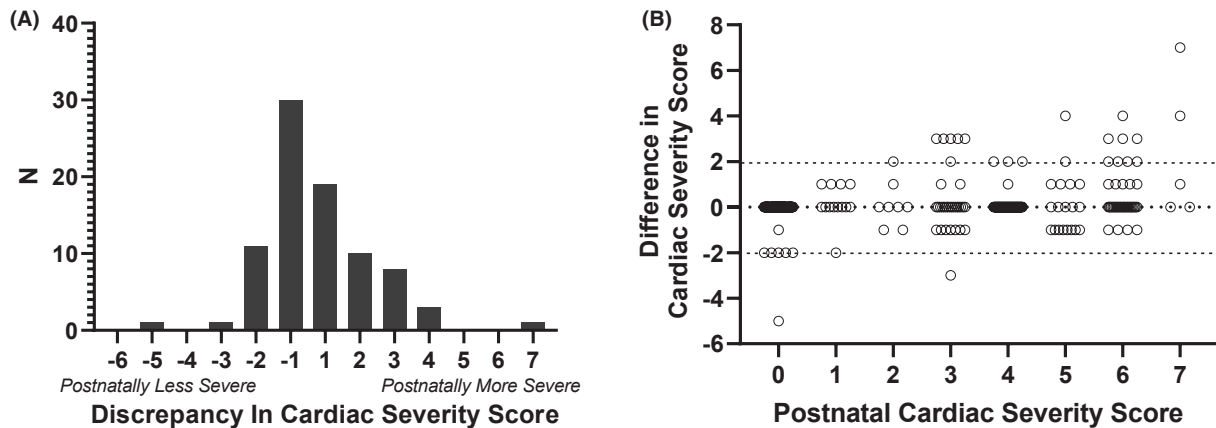 (A)
40
30
20
10
0
N
-6 -5 -4 -3 -2 -1 1 2 3 4 5 6 7
Postnatally Less Severe Postnatally More Severe
Discrepancy In Cardiac Severity Score
(B)
Difference in
Cardiac Severity Score
8
6
4
2
0
-2
-4
-6
0 1 2 3 4 5 6 7
Postnatal Cardiac Severity Score